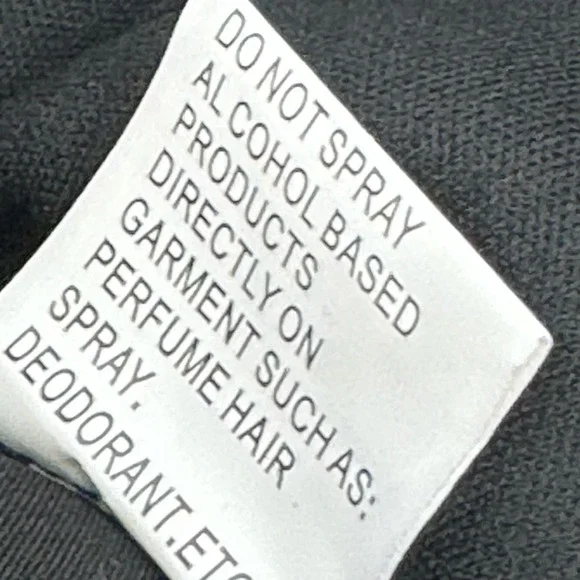 DO NOT SPRAY
ALCOHOL BASED
PRODUCTS
DIRECTLY ON
GARMENT SUCH AS:
PERFUME HAIR
SPRAY.
DEODORANT.ETC